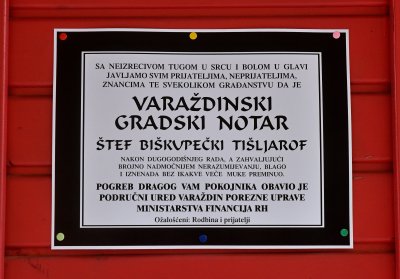 SA NEIZRECIVOM TUGOM U SRCU I BOLOM U GLAVI
JAVLJAMO SVIM PRIJATELJIMA, NEPRIJATELJIMA,
ZNANCIMA TE SVEKOLIKOM GRAĐANSTVU DA JE
VARAŽDINSKI
GRADSKI NOTAR
ŠTEF BIŠKUPEČKI TIŠLJAROF
NAKON DUGOGODIŠNJEG RADA, A ZAHVALJUJUĆI
BROJNO NADMOĆNIJEM NERAZUMIJEVANJU, BLAGO
I IZNENADA BEZ IKAKVE VEĆE MUKE PREMINUO.
POGREB DRAGOG VAM POKOJNIKA OBAVIO JE
PODRUČNI URED VARAŽDIN POREZNE UPRAVE
MINISTARSTVA FINANCIJA RH
Ožalošćeni: Rodbina i prijatelji